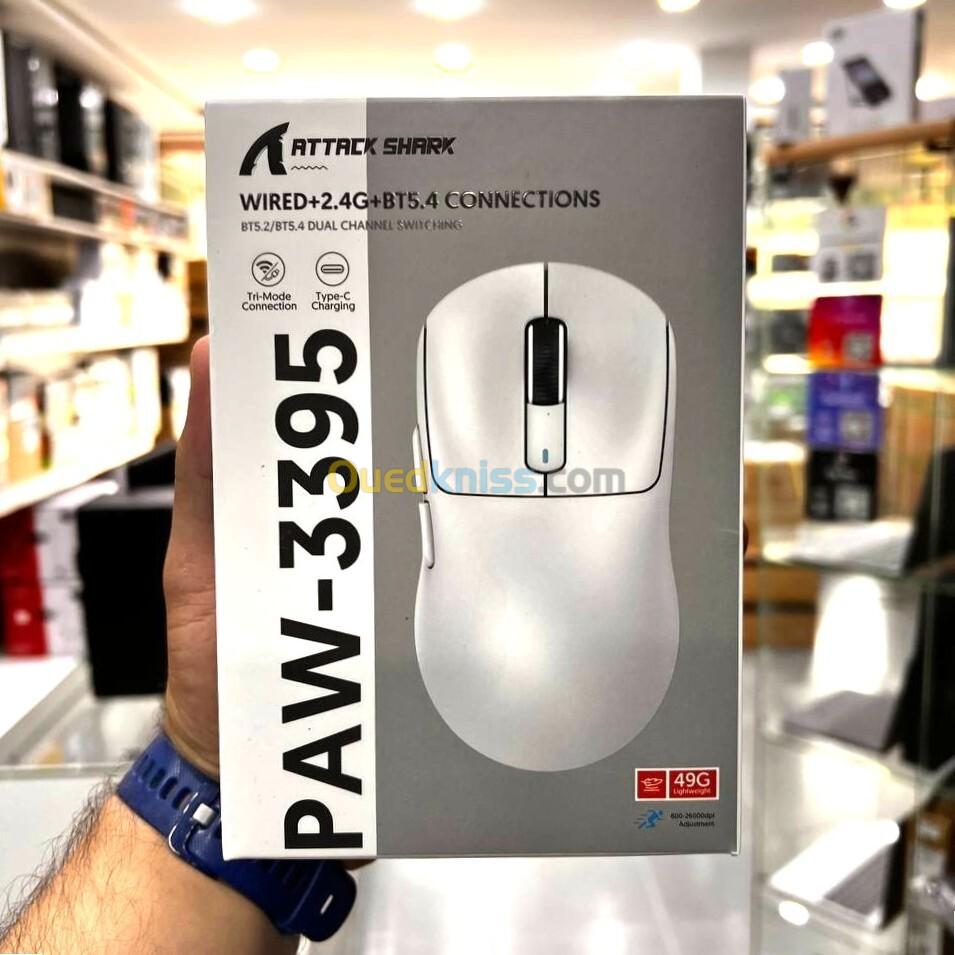 ATTACK SHARK
WIRED+2.4G+BT5.4 CONNECTIONS
BT5.2/BT5.4 DUAL CHANNEL SWITCHING
Tri-Mode
Connection
Type-C
Charging
PAW-3395
Ouedkniss.com
49G
Lightweight
600-26000dpi
Adjustment